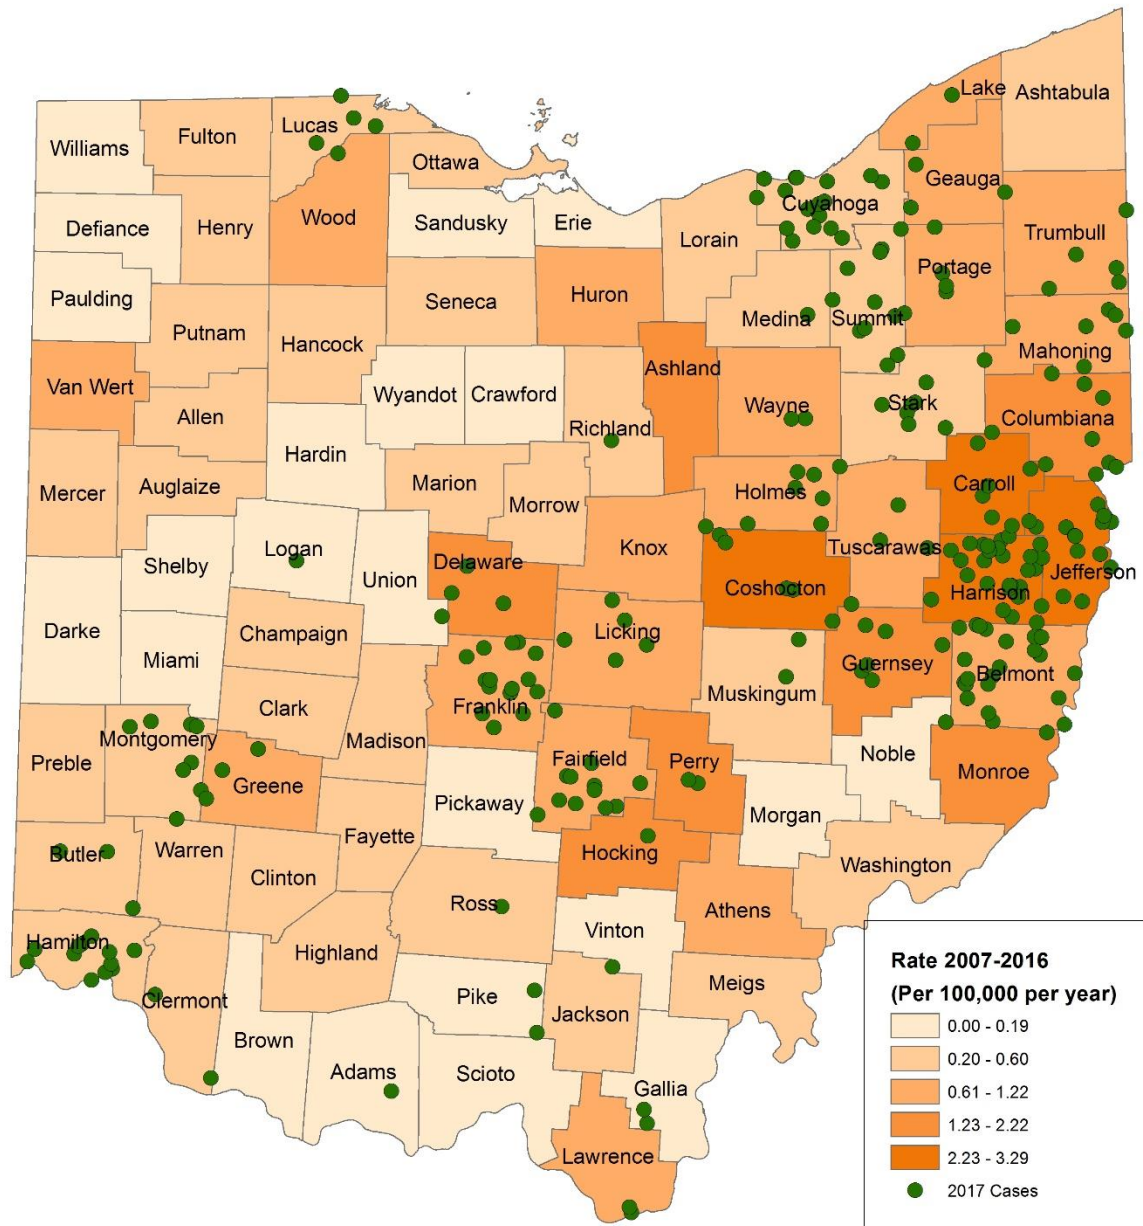 Lake
Ashtabula
Williams
Fulton
Lucas
Ottawa
Geauga
Defiance
Henry
Wood
Sandusky
Erie
Cuyahoga
Lorain
Trumbull
Paulding
Putnam
Hancock
Seneca
Huron
Medina
Summit
Portage
Mahoning
Van Wert
Allen
Wyandot
Crawford
Richland
Ashland
Wayne
Stark
Columbiana
Mercer
Auglaize
Hardin
Marion
Morrow
Holmes
Carroll
Shelby
Logan
Union
Delaware
Knox
Coshocton
Tuscarawas
Harrison
Jefferson
Darke
Miami
Champaign
Clark
Madison
Franklin
Licking
Muskingum
Guernsey
Belmont
Preble
Montgomery
Greene
Fayette
Pickaway
Fairfield
Perry
Morgan
Noble
Monroe
Butler
Warren
Clinton
Ross
Hocking
Athens
Washington
Hamilton
Clermont
Highland
Pike
Vinton
Jackson
Meigs
Brown
Adams
Scioto
Gallia
Lawrence
Rate 2007-2016
(Per 100,000 per year)
0.00 - 0.19
0.20 - 0.60
0.61 - 1.22
1.23 - 2.22
2.23 - 3.29
2017 Cases